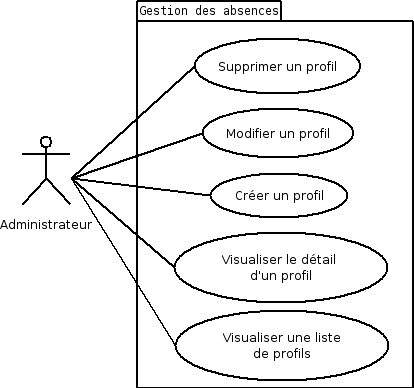 Gestion des absences
Supprimer un profil
Modifier un profil
Créer un profil
Administrateur
Visualiser le détail
d'un profil
Visualiser une liste
de profils